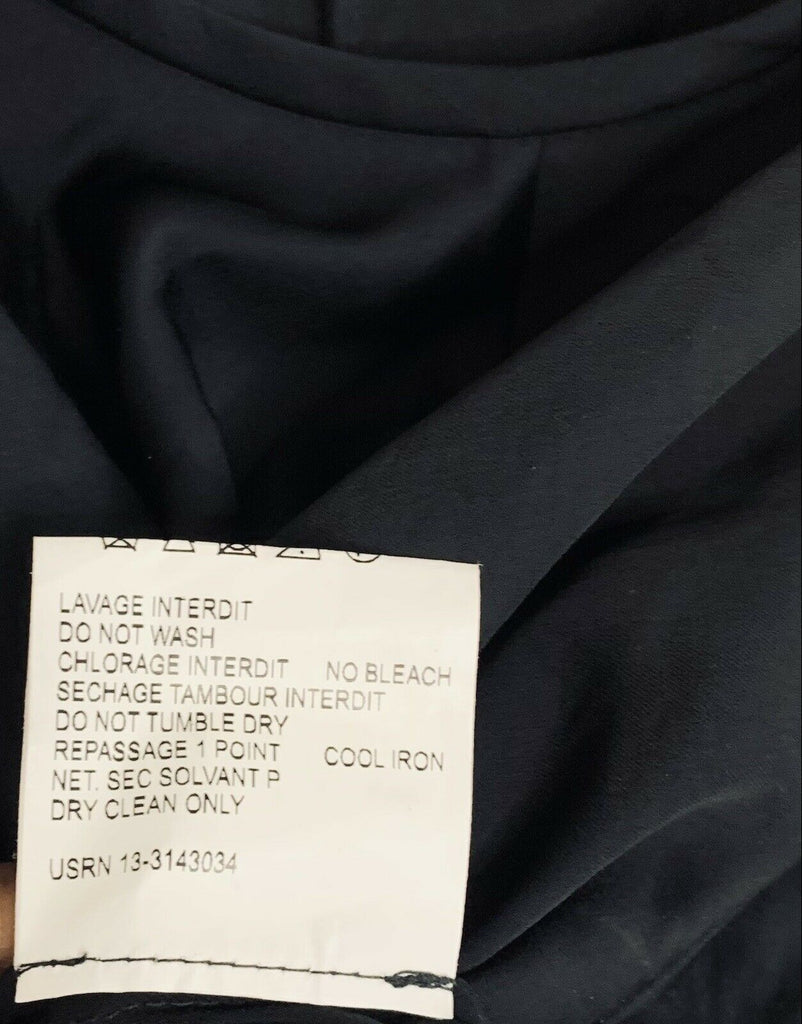 LAVAGE INTERDIT
DO NOT WASH
CHLORAGE INTERDIT NO BLEACH
SECHAGE TAMBOUR INTERDIT
DO NOT TUMBLE DRY
REPASSAGE 1 POINT COOL IRON
NET. SEC SOLVANT P
DRY CLEAN ONLY
USRN 13-3143034